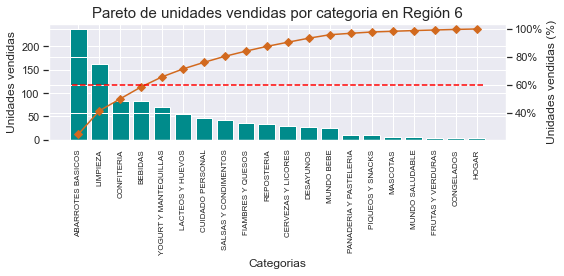 Pareto de unidades vendidas por categoria en Región 6
Unidades vendidas
200
150
100
50
0
100%
80%
60%
40%
Unidades vendidas (%)
ABARROTES BASICOS
LIMPIEZA
CONFITERIA
BEBIDAS
YOGURT Y MANTEQUILLAS
LACTEOS Y HUEVOS
CUIDADO PERSONAL
SALSAS Y CONDIMENTOS
FIAMBRES Y QUESOS
REPOSTERIA
CERVEZAS Y LICORES
DESAYUNOS
MUNDO BEBE
PANADERIA Y PASTELERIA
PIQUEOS Y SNACKS
MASCOTAS
MUNDO SALUDABLE
FRUTAS Y VERDURAS
CONGELADOS
HOGAR
Categorias